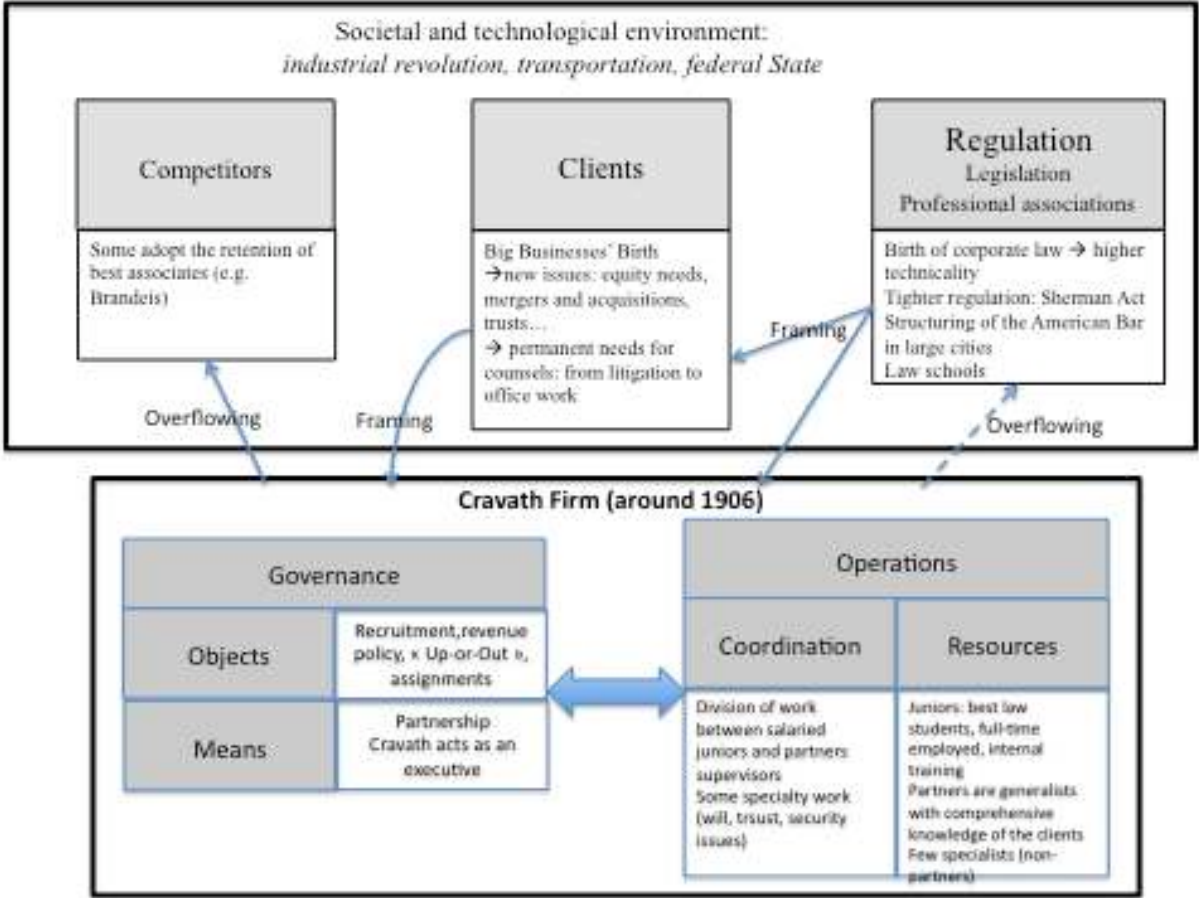 Societal and technological environment:
industrial revolution, transportation, federal State
Competitors
Some adopt the retention of
best associates (e.g.
Brandeis)
Clients
Big Businesses' Birth
→new issues: equity needs,
mergers and acquisitions,
trusts...
→ permanent needs for
counsels: from litigation to
office work
Regulation
Legislation
Professional associations
Birth of corporate law → higher
technicality
Tighter regulation: Sherman Act
Structuring of the American Bar
in large cities
Law schools
Framing
Overflowing
Framing
Overflowing
Cravath Firm (around 1906)
Governance
Objects
Recruitment,revenue
policy, « Up-or-Out »,
assignments
Means
Partnership
Cravath acts as an
executive
Operations
Coordination
Division of work
between salaried
juniors and partners
supervisors
Some specialty work
(will, trsust, security
issues)
Resources
Juniors: best law
students, full-time
employed, internal
training
Partners are generalists
with comprehensive
knowledge of the clients
Few specialists (non-
partners)